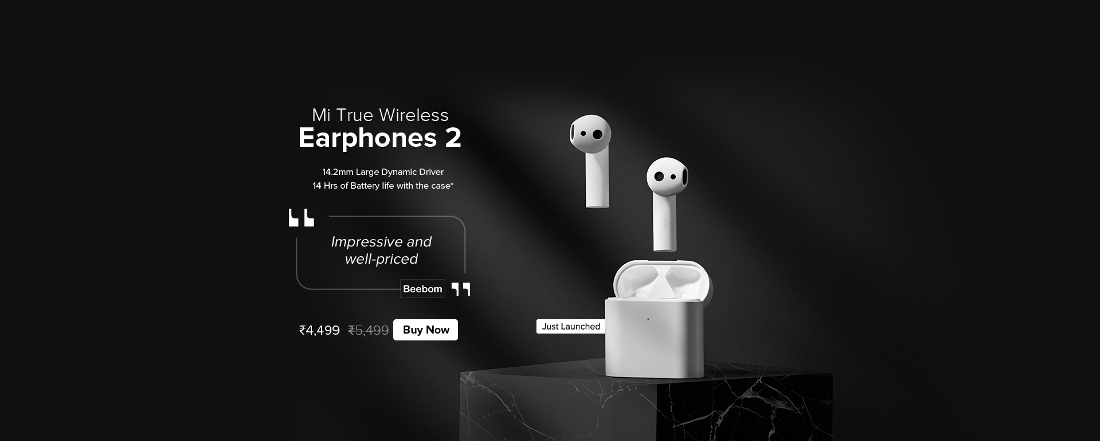 Mi True Wireless
Earphones 2
14.2mm Large Dynamic Driver
14 Hrs of Battery life with the case*
❝
Impressive and
well-priced
Beebom ❞
₹4,499 ₹5,499 Buy Now
Just Launched